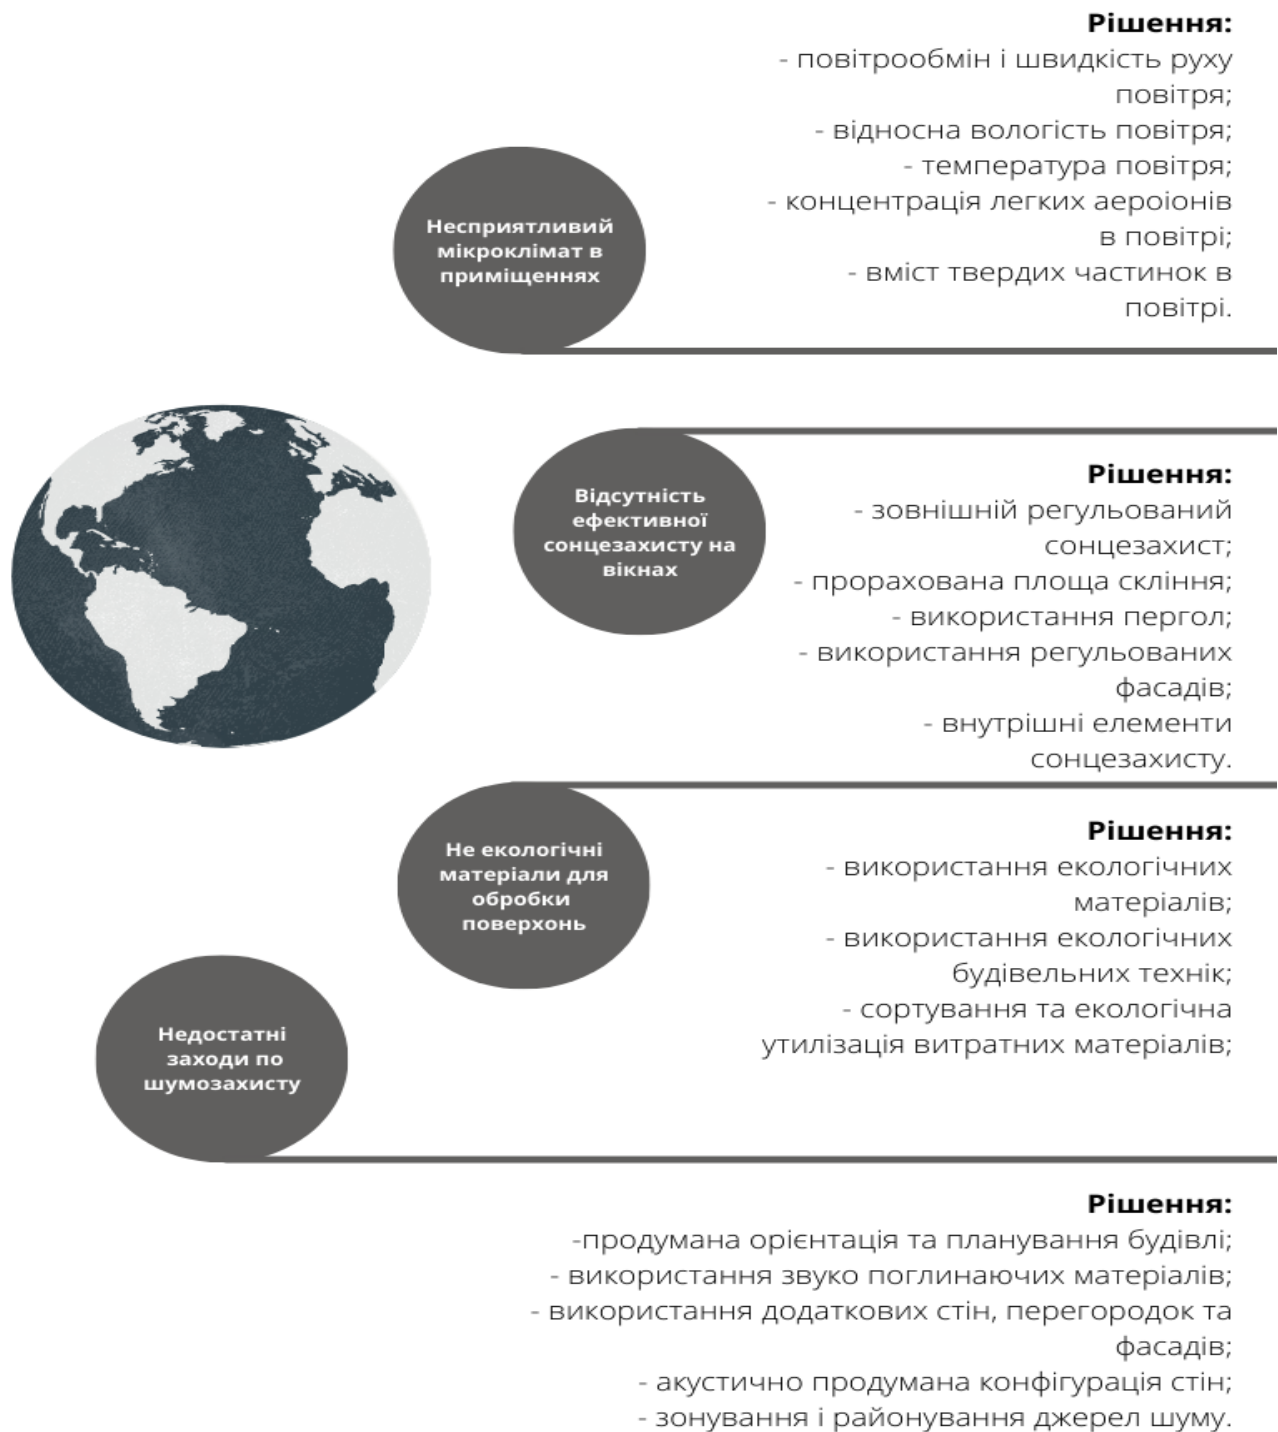 Рішення:
- повітрообмін і швидкість руху
повітря;
- відносна вологість повітря;
- температура повітря;
- концентрація легких аероіонів
в повітрі;
- вміст твердих частинок в
повітрі.
Несприятливий
мікроклімат в
приміщеннях
Відсутність
ефективної
сонцезахисту на
вікнах
Рішення:
- зовнішній регульований
сонцезахист;
- прорахована площа скління;
- використання пергол;
- використання регульованих
фасадів;
- внутрішні елементи
сонцезахисту.
Не екологічні
матеріали для
обробки
поверхонь
Рішення:
- використання екологічних
матеріалів;
- використання екологічних
будівельних технік;
- сортування та екологічна
утилізація витратних матеріалів;
Недостатні
заходи по
шумозахисту
Рішення:
-продумана орієнтація та планування будівлі;
- використання звуко поглинаючих матеріалів;
- використання додаткових стін, перегородок та
фасадів;
- акустично продумана конфігурація стін;
- зонування і районування джерел шуму.